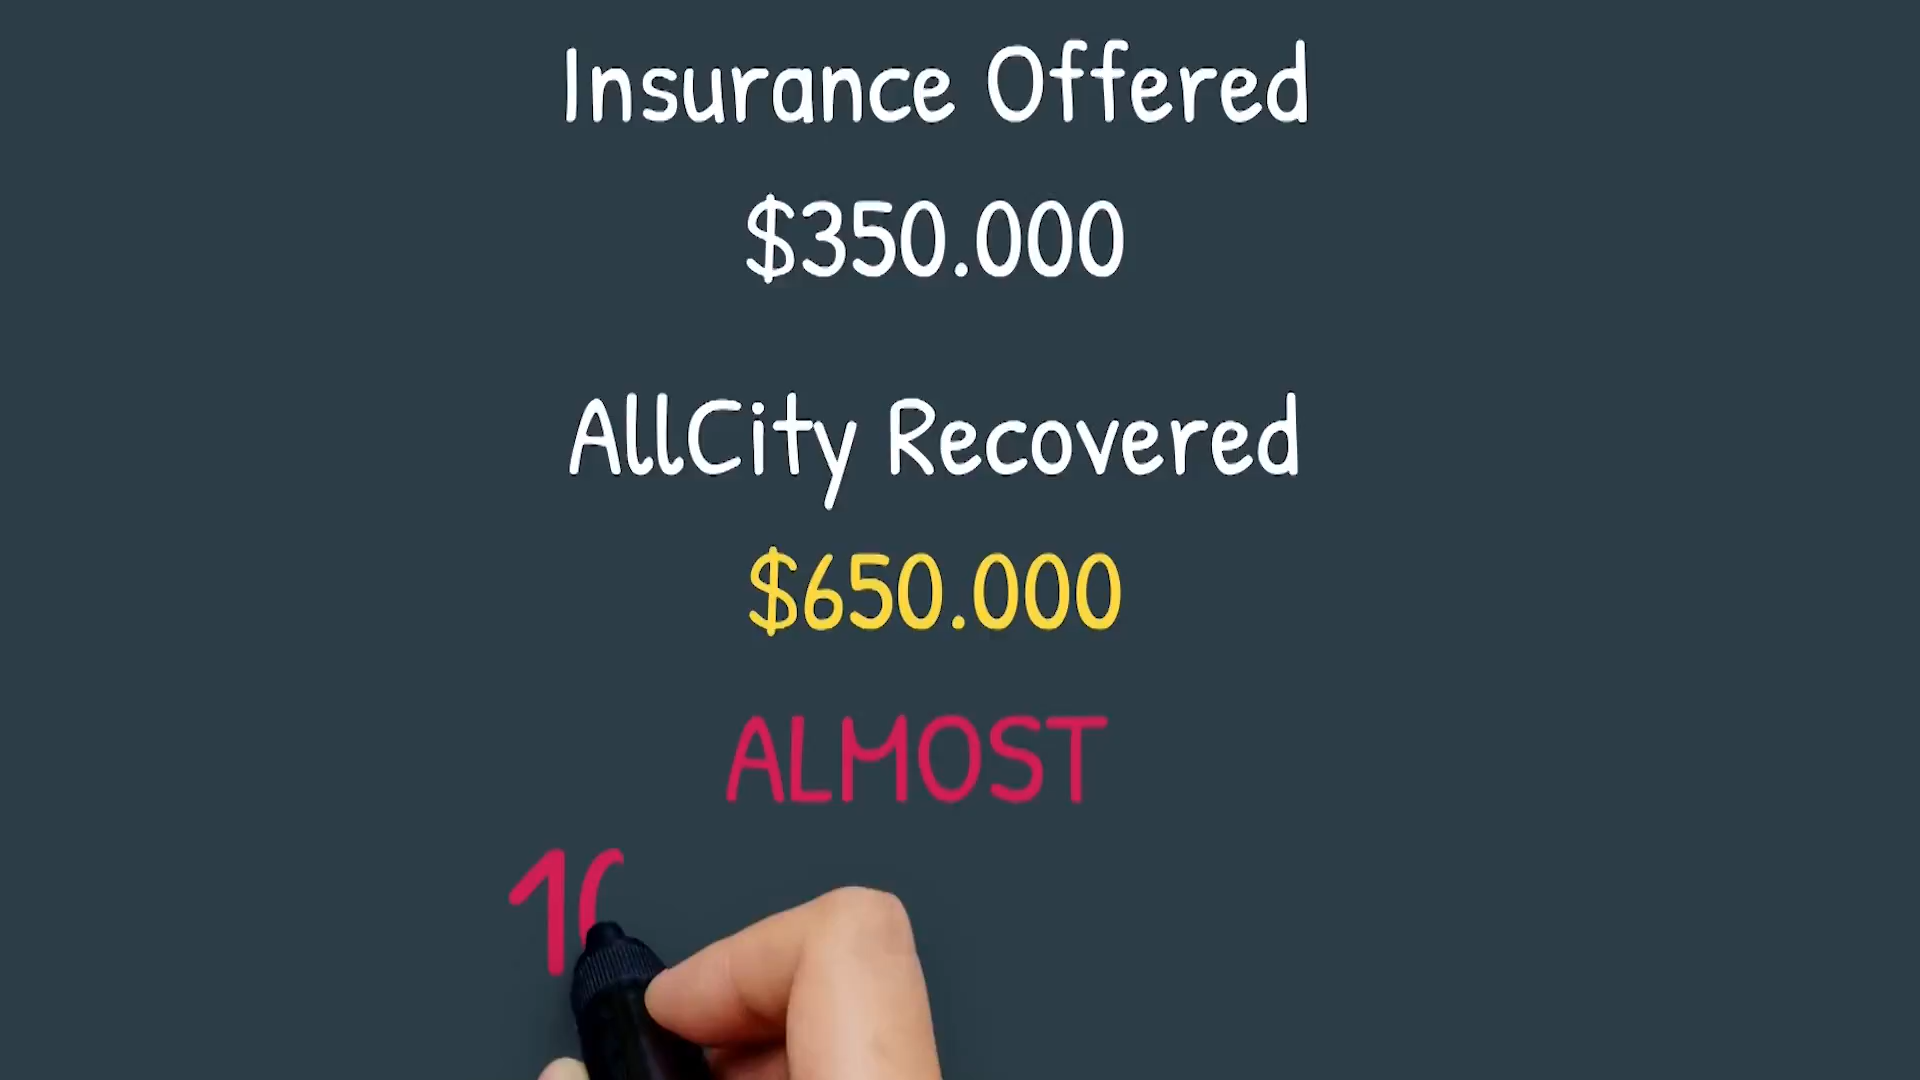 Insurance Offered
$350.000
AllCity Recovered
$650.000
ALMOST